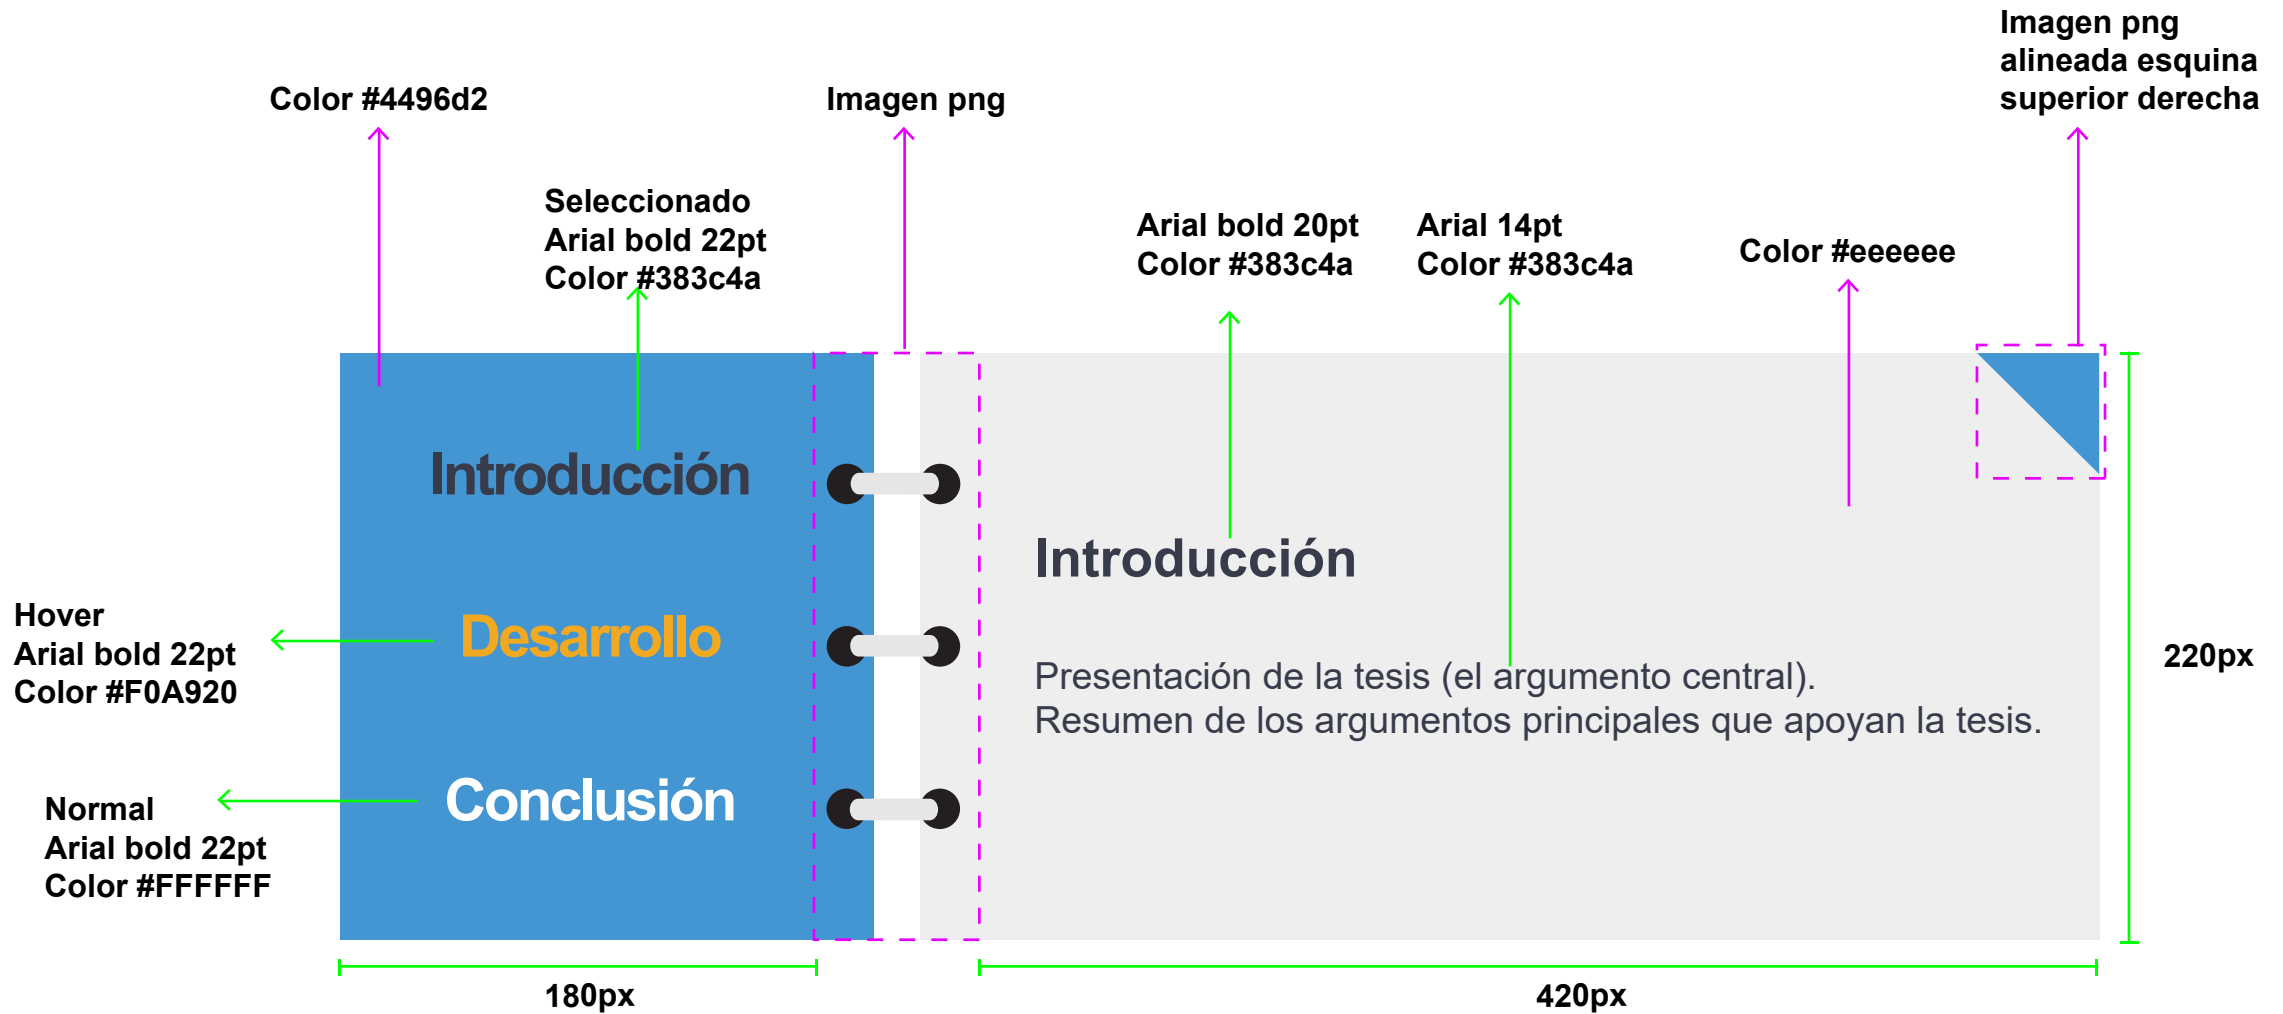 Imagen png
alineada esquina
superior derecha
Color #4496d2
Imagen png
Seleccionado
Arial bold 22pt
Color #383c4a
Arial bold 20pt
Color #383c4a
Arial 14pt
Color #383c4a
Color #eeeeee
Introducción
Desarrollo
Conclusión
Hover
Arial bold 22pt
Color #F0A920
Normal
Arial bold 22pt
Color #FFFFFF
Introducción
Presentación de la tesis (el argumento central).
Resumen de los argumentos principales que apoyan la tesis.
220px
180px
420px